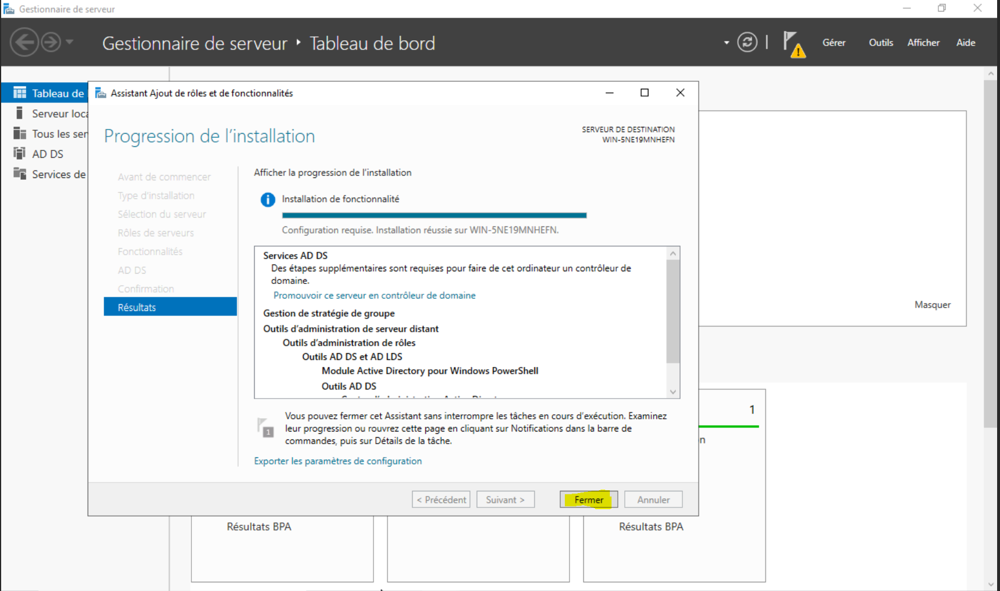 Gestionnaire de serveur
Gestionnaire de serveur ‣ Tableau de bord
Gérer Outils Afficher Aide
Tableau de
Serveur loca
Tous les ser
AD DS
Services de
Assistant Ajout de rôles et de fonctionnalités
Progression de l'installation
SERVEUR DE DESTINATION
WIN-5NE19MNHEFN
Avant de commencer
Type d'installation
Sélection du serveur
Rôles de serveurs
Fonctionnalités
AD DS
Confirmation
Résultats
Afficher la progression de l'installation
Installation de fonctionnalité
Configuration requise. Installation réussie sur WIN-5NE19MNHEFN.
Services AD DS
Des étapes supplémentaires sont requises pour faire de cet ordinateur un contrôleur de
domaine.
Promouvoir ce serveur en contrôleur de domaine
Gestion de stratégie de groupe
Outils d'administration de serveur distant
Outils d'administration de rôles
Outils AD DS et AD LDS
Module Active Directory pour Windows PowerShell
Outils AD DS
1
Vous pouvez fermer cet Assistant sans interrompre les tâches en cours d'exécution. Examinez
leur progression ou rouvrez cette page en cliquant sur Notifications dans la barre de
commandes, puis sur Détails de la tâche.
Exporter les paramètres de configuration
< Précédent Suivant > Fermer Annuler
Masquer
1
n
Résultats BPA
Résultats BPA